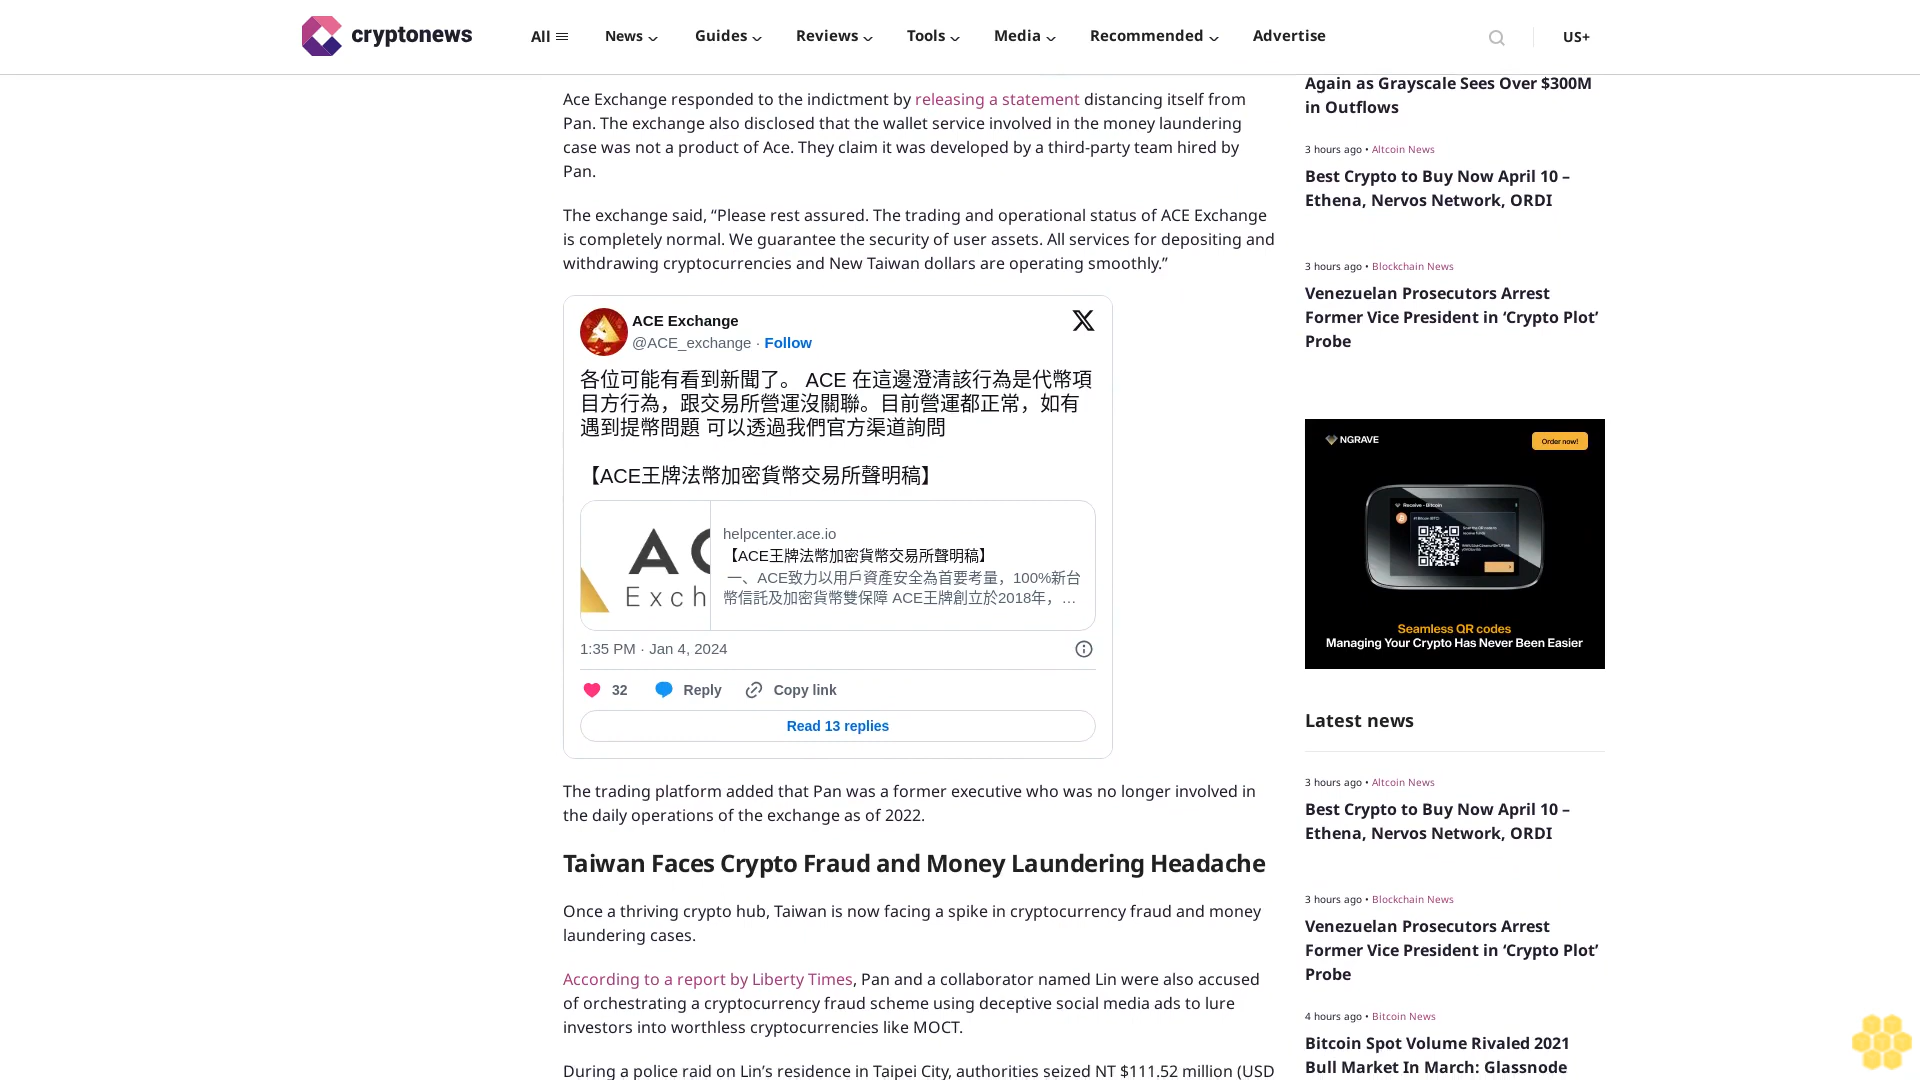 cryptonews
All
News
Guides
Reviews
Tools
Media
Recommended
Advertise
US+
Ace Exchange responded to the indictment by releasing a statement distancing itself from
Pan. The exchange also disclosed that the wallet service involved in the money laundering
case was not a product of Ace. They claim it was developed by a third-party team hired by
Pan.
The exchange said, “Please rest assured. The trading and operational status of ACE Exchange
is completely normal. We guarantee the security of user assets. All services for depositing and
withdrawing cryptocurrencies and New Taiwan dollars are operating smoothly.”
ACE Exchange
@ACE_exchange · Follow
各位可能有看到新聞了。 ACE 在這邊澄清該行為是代幣項
目方行為，跟交易所營運沒關聯。目前營運都正常，如有
遇到提幣問題 可以透過我們官方渠道詢問
【ACE王牌法幣加密貨幣交易所聲明稿】
AC
Exch
helpcenter.ace.io
【ACE王牌法幣加密貨幣交易所聲明稿】
一、ACE致力以用戶資產安全為首要考量，100%新台
幣信託及加密貨幣雙保障 ACE王牌創立於2018年，…
1:35 PM · Jan 4, 2024
32
Reply
Copy link
Read 13 replies
The trading platform added that Pan was a former executive who was no longer involved in
the daily operations of the exchange as of 2022.
Taiwan Faces Crypto Fraud and Money Laundering Headache
Once a thriving crypto hub, Taiwan is now facing a spike in cryptocurrency fraud and money
laundering cases.
According to a report by Liberty Times, Pan and a collaborator named Lin were also accused
of orchestrating a cryptocurrency fraud scheme using deceptive social media ads to lure
investors into worthless cryptocurrencies like MOCT.
During a police raid on Lin’s residence in Taipei City, authorities seized NT $111.52 million (USD
Again as Grayscale Sees Over $300M
in Outflows
3 hours ago • Altcoin News
Best Crypto to Buy Now April 10 –
Ethena, Nervos Network, ORDI
3 hours ago • Blockchain News
Venezuelan Prosecutors Arrest
Former Vice President in ‘Crypto Plot’
Probe
NGRAVE
Order now!
Receive - Bitcoin
Seamless QR codes
Managing Your Crypto Has Never Been Easier
Latest news
3 hours ago • Altcoin News
Best Crypto to Buy Now April 10 –
Ethena, Nervos Network, ORDI
3 hours ago • Blockchain News
Venezuelan Prosecutors Arrest
Former Vice President in ‘Crypto Plot’
Probe
4 hours ago • Bitcoin News
Bitcoin Spot Volume Rivaled 2021
Bull Market In March: Glassnode